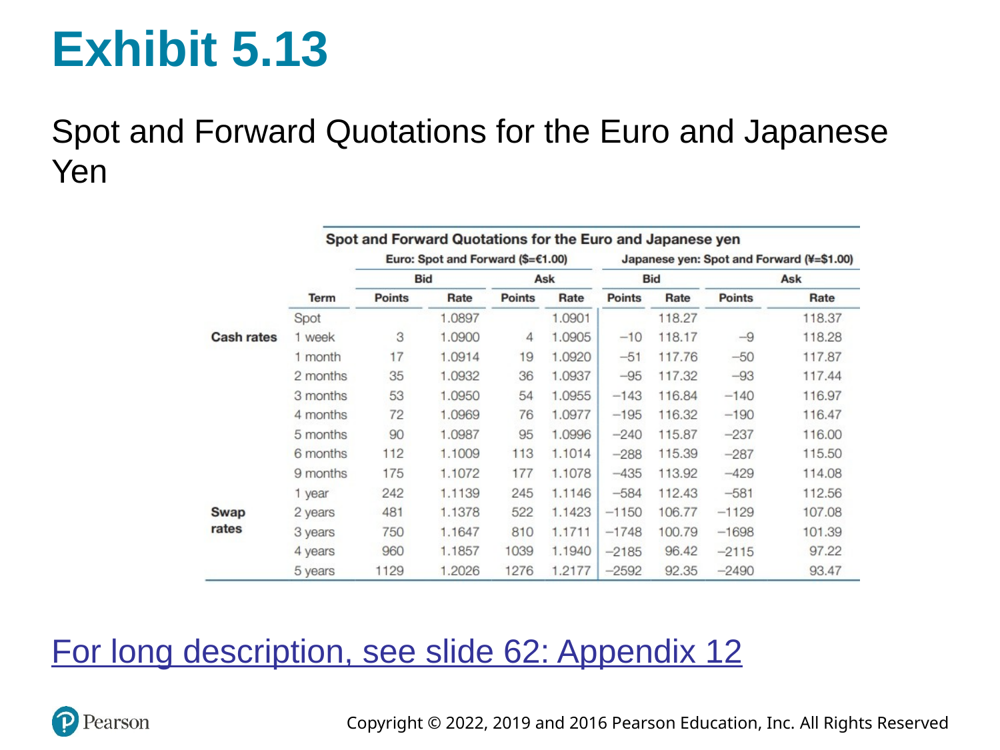 Exhibit 5.13
Spot and Forward Quotations for the Euro and Japanese
Yen
Spot and Forward Quotations for the Euro and Japanese yen
Euro: Spot and Forward ($=€1.00) Japanese yen: Spot and Forward (¥=$1.00)
Bid Ask Bid Ask
Term Points Rate Points Rate Points Rate Points Rate
Spot 1.0897 1.0901 118.27 118.37
Cash rates 1 week 3 1.0900 4 1.0905 –10 118.17 –9 118.28
1 month 17 1.0914 19 1.0920 –51 117.76 –50 117.87
2 months 35 1.0932 36 1.0937 –95 117.32 –93 117.44
3 months 53 1.0950 54 1.0955 –143 116.84 –140 116.97
4 months 72 1.0969 76 1.0977 –195 116.32 –190 116.47
5 months 90 1.0987 95 1.0996 –240 115.87 –237 116.00
6 months 112 1.1009 113 1.1014 –288 115.39 –287 115.50
9 months 175 1.1072 177 1.1078 –435 113.92 –429 114.08
1 year 242 1.1139 245 1.1146 –584 112.43 –581 112.56
Swap 2 years 481 1.1378 522 1.1423 –1150 106.77 –1129 107.08
rates 3 years 750 1.1647 810 1.1711 –1748 100.79 –1698 101.39
4 years 960 1.1857 1039 1.1940 –2185 96.42 –2115 97.22
5 years 1129 1.2026 1276 1.2177 –2592 92.35 –2490 93.47
For long description, see slide 62: Appendix 12
P Pearson
Copyright © 2022, 2019 and 2016 Pearson Education, Inc. All Rights Reserved